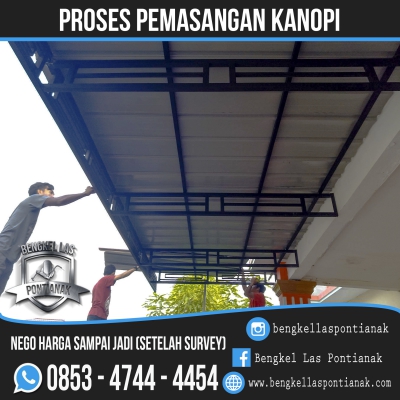 PROSES PEMASANGAN KANOPI
BENGKEL LAS
PONTIANAK
NEGO HARGA SAMPAI JADI (SETELAH SURVEY)
0853 - 4744 - 4454
bengkellaspontianak
Bengkel Las Pontianak
www.bengkellaspontianak.com